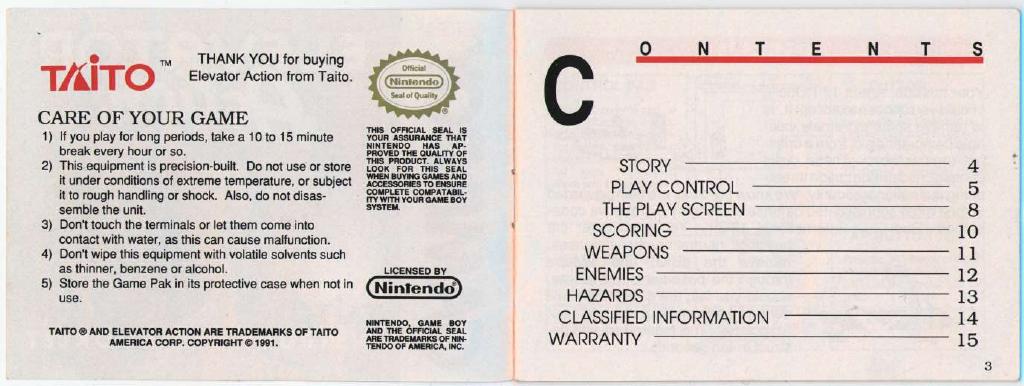 TAITO™
THANK YOU for buying
Elevator Action from Taito.
CARE OF YOUR GAME
1) If you play for long periods, take a 10 to 15 minute
break every hour or so.
2) This equipment is precision-built. Do not use or store
it under conditions of extreme temperature, or subject
it to rough handling or shock. Also, do not disas-
semble the unit.
3) Don't touch the terminals or let them come into
contact with water, as this can cause malfunction.
4) Don't wipe this equipment with volatile solvents such
as thinner, benzene or alcohol.
5) Store the Game Pak in its protective case when not in
use.
TAITO ® AND ELEVATOR ACTION ARE TRADEMARKS OF TAITO
AMERICA CORP. COPYRIGHT © 1991.
Official
Nintendo
Seal of Quality
®
THIS OFFICIAL SEAL IS
YOUR ASSURANCE THAT
NINTENDO HAS AP-
PROVED THE QUALITY OF
THIS PRODUCT. ALWAYS
LOOK FOR THIS SEAL
WHEN BUYING GAMES AND
ACCESSORIES TO ENSURE
COMPLETE COMPATABIL-
ITY WITH YOUR GAME BOY
SYSTEM.
LICENSED BY
Nintendo®
NINTENDO, GAME BOY
AND THE OFFICIAL SEAL
ARE TRADEMARKS OF NIN-
TENDO OF AMERICA, INC.
CONTENTS
STORY 4
PLAY CONTROL 5
THE PLAY SCREEN 8
SCORING 10
WEAPONS 11
ENEMIES 12
HAZARDS 13
CLASSIFIED INFORMATION 14
WARRANTY 15
3